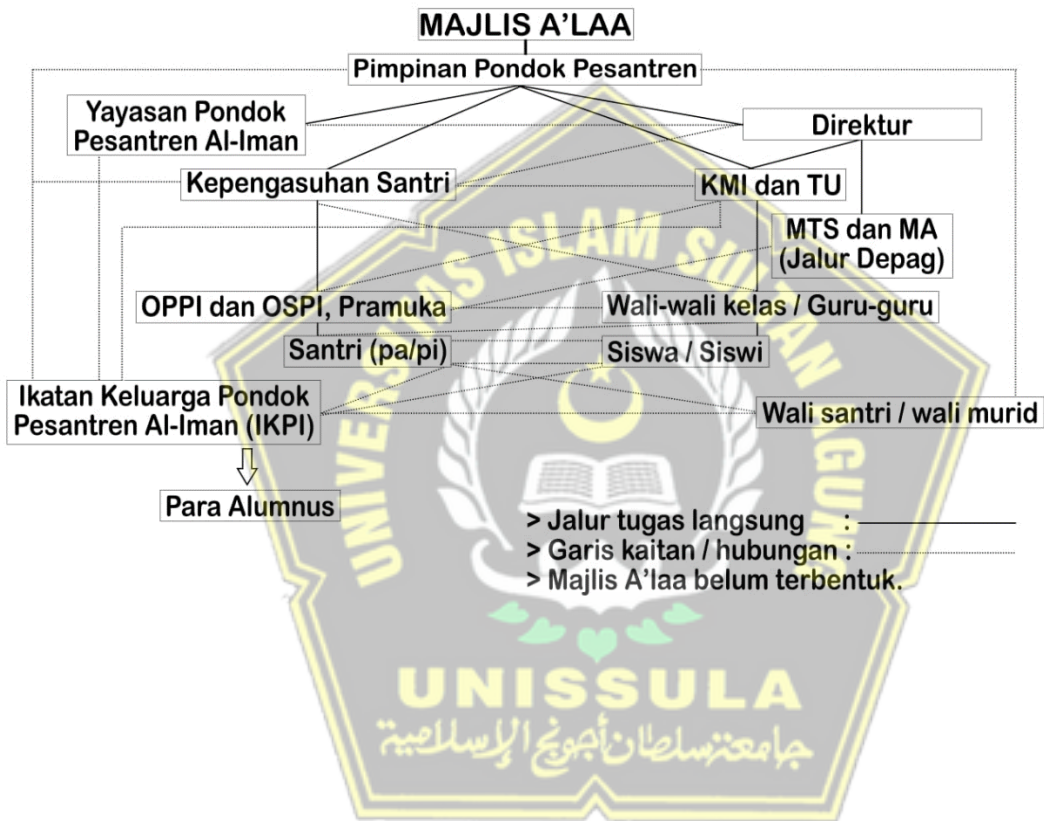 MAJLIS A'LAA
Pimpinan Pondok Pesantren
Yayasan Pondok
Pesantren Al-Iman
Direktur
Kepengasuhan Santri
KMI dan TU
MTS dan MA
(Jalur Depag)
OPPI dan OSPI, Pramuka
Wali-wali kelas / Guru-guru
Santri (pa/pi)
Siswa / Siswi
Ikatan Keluarga Pondok
Pesantren Al-Iman (IKPI)
Wali santri / wali murid
Para Alumnus
> Jalur tugas langsung :
> Garis kaitan / hubungan :
> Majlis A'laa belum terbentuk.
UNIVERSITAS ISLAM SULTAN AGUNG
UNISSULA
جامعة سلطان أجونج الإسلامية